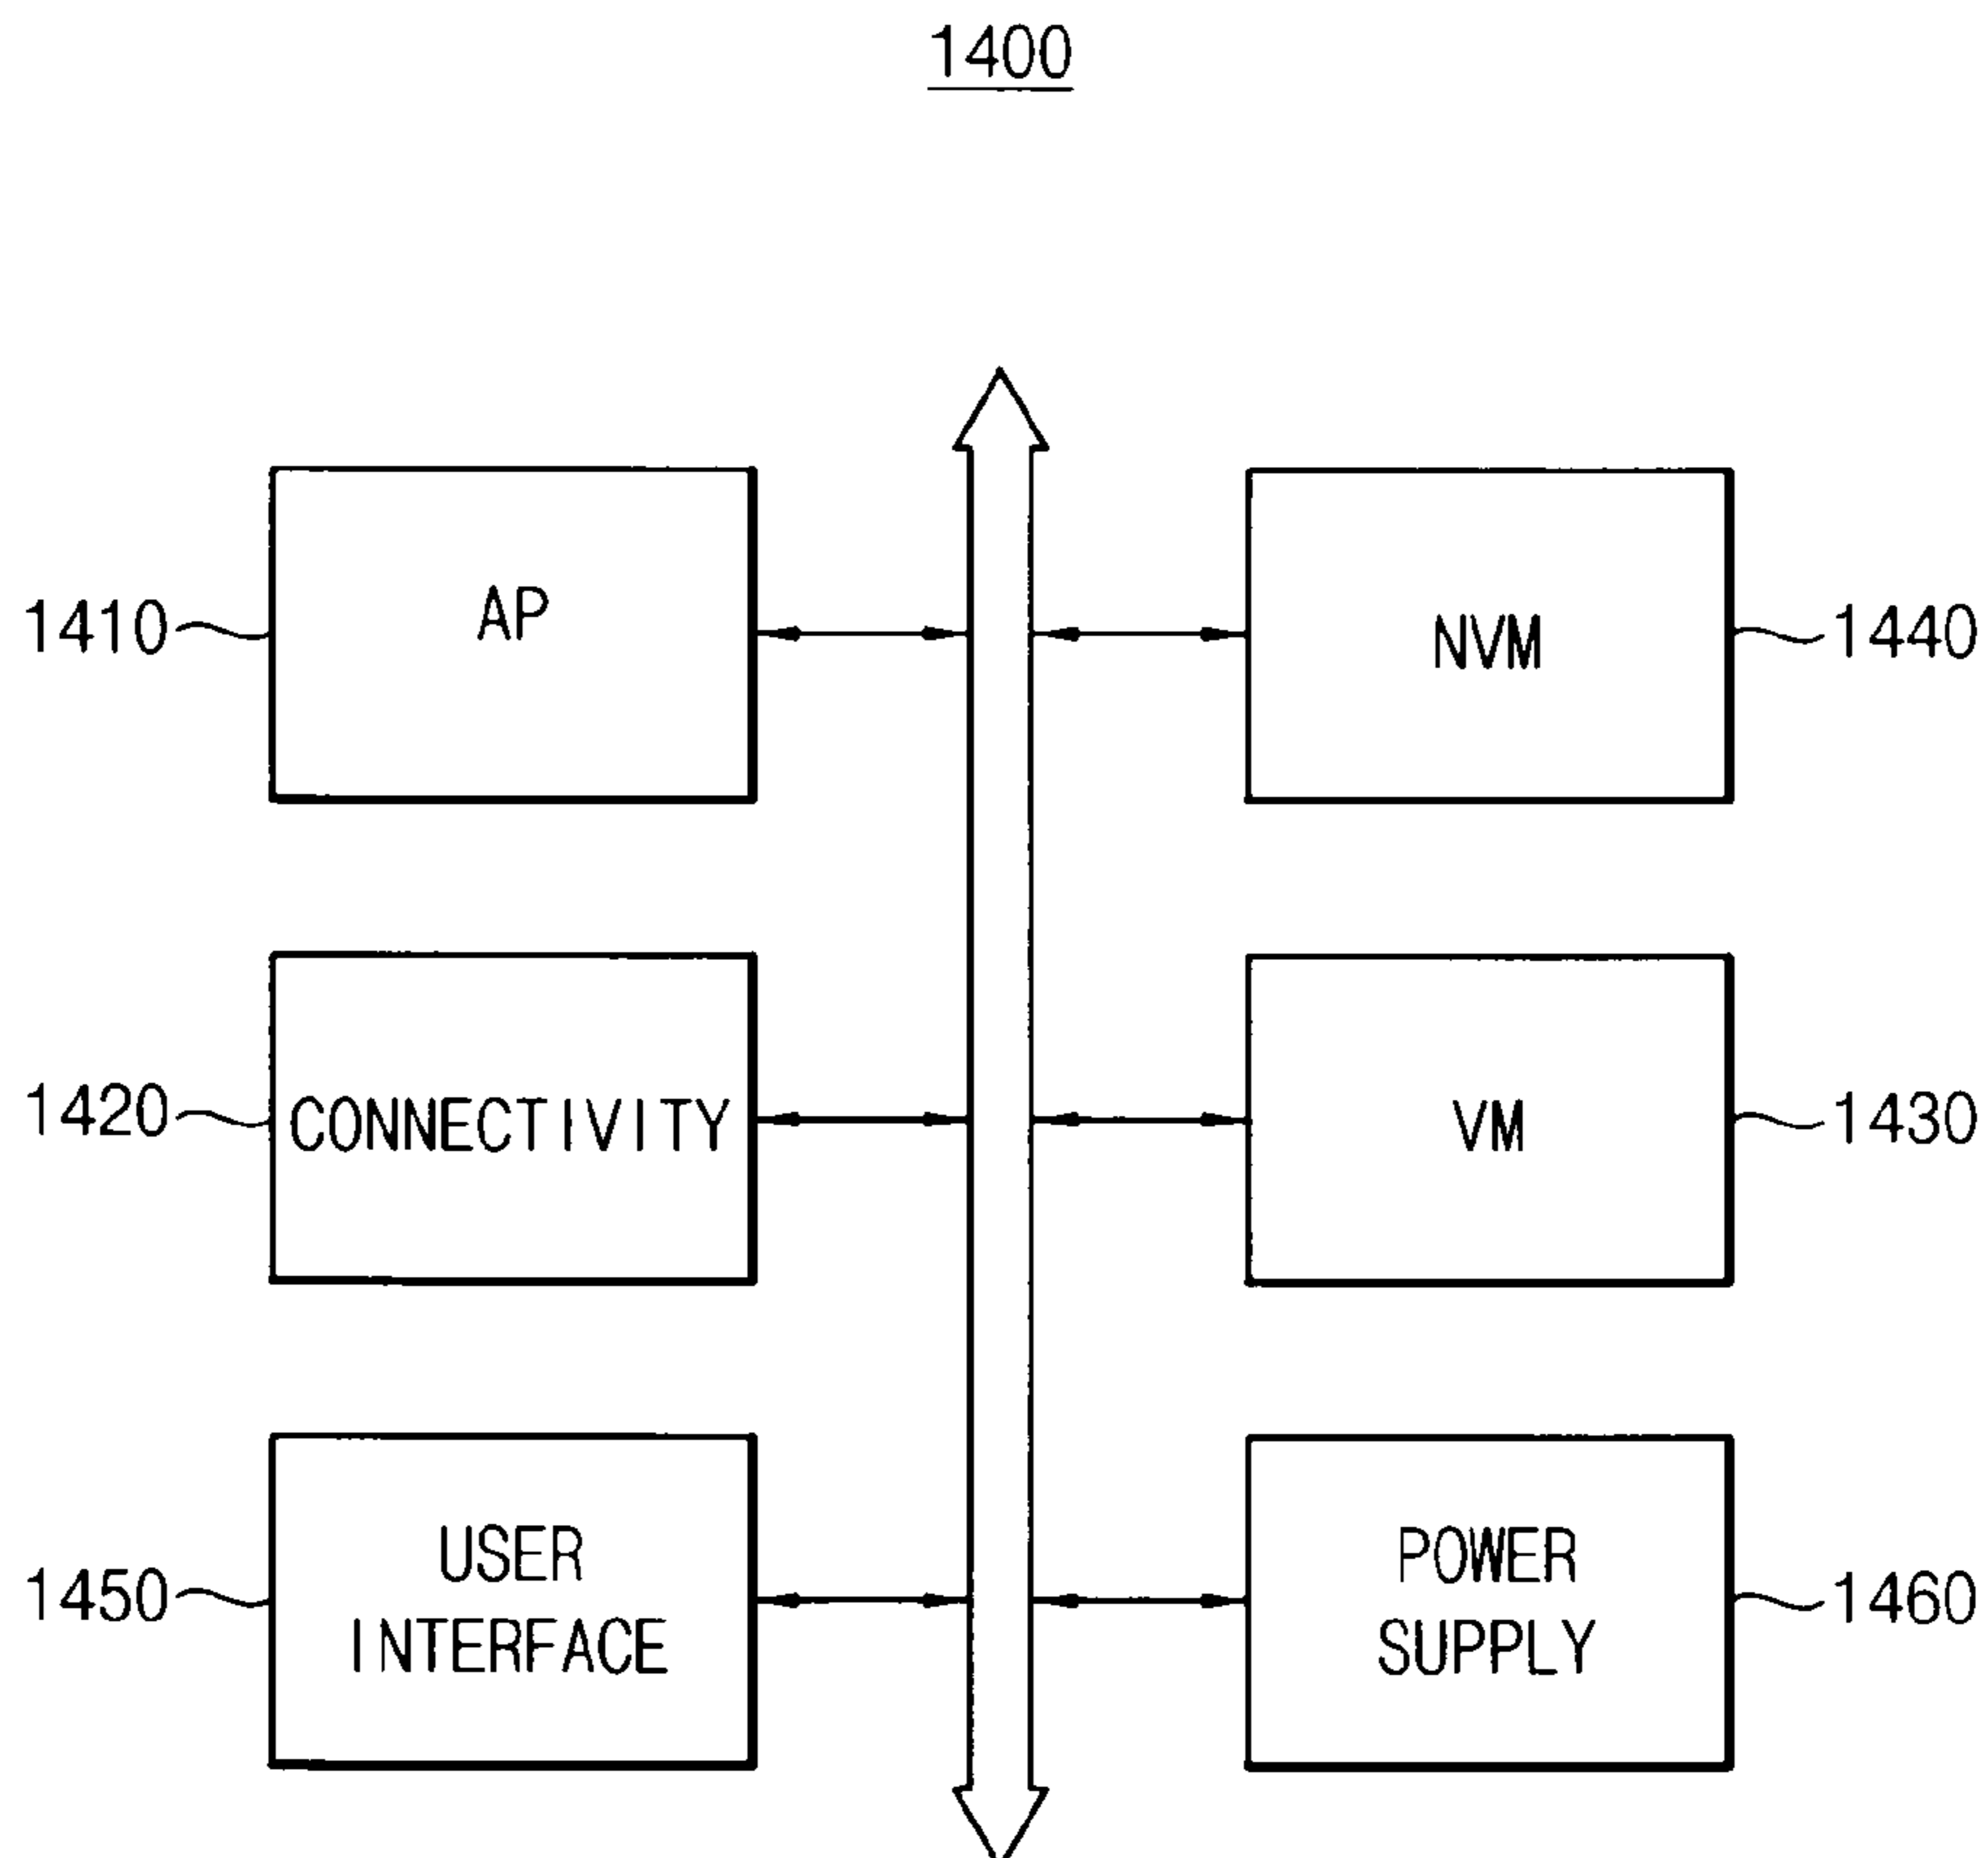 1400
1410
AP
NVM
1440
1420
CONNECTIVITY
VM
1430
1450
USER
INTERFACE
POWER
SUPPLY
1460